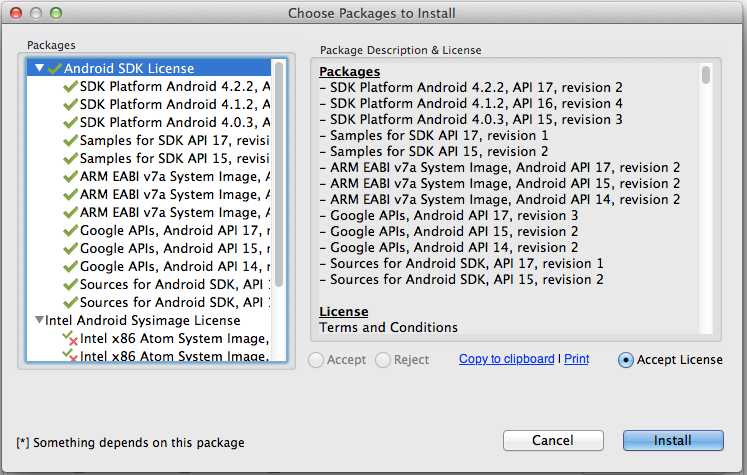 Choose Packages to Install
Packages
Android SDK License
SDK Platform Android 4.2.2, A
SDK Platform Android 4.1.2, A
SDK Platform Android 4.0.3, A
Samples for SDK API 17, revisi
Samples for SDK API 15, revisi
ARM EABI v7a System Image, A
ARM EABI v7a System Image, A
ARM EABI v7a System Image, A
Google APIs, Android API 17, r
Google APIs, Android API 15, r
Google APIs, Android API 14, r
Sources for Android SDK, API 1
Sources for Android SDK, API 1
Intel Android Sysimage License
Intel x86 Atom System Image,
Intel x86 Atom System Image,
Package Description & License
Packages
- SDK Platform Android 4.2.2, API 17, revision 2
- SDK Platform Android 4.1.2, API 16, revision 4
- SDK Platform Android 4.0.3, API 15, revision 3
- Samples for SDK API 17, revision 1
- Samples for SDK API 15, revision 2
- ARM EABI v7a System Image, Android API 17, revision 2
- ARM EABI v7a System Image, Android API 15, revision 2
- ARM EABI v7a System Image, Android API 14, revision 2
- Google APIs, Android API 17, revision 3
- Google APIs, Android API 15, revision 2
- Google APIs, Android API 14, revision 2
- Sources for Android SDK, API 17, revision 1
- Sources for Android SDK, API 15, revision 2
License
Terms and Conditions
Accept Reject Copy to clipboard | Print Accept License
[*] Something depends on this package
Cancel Install